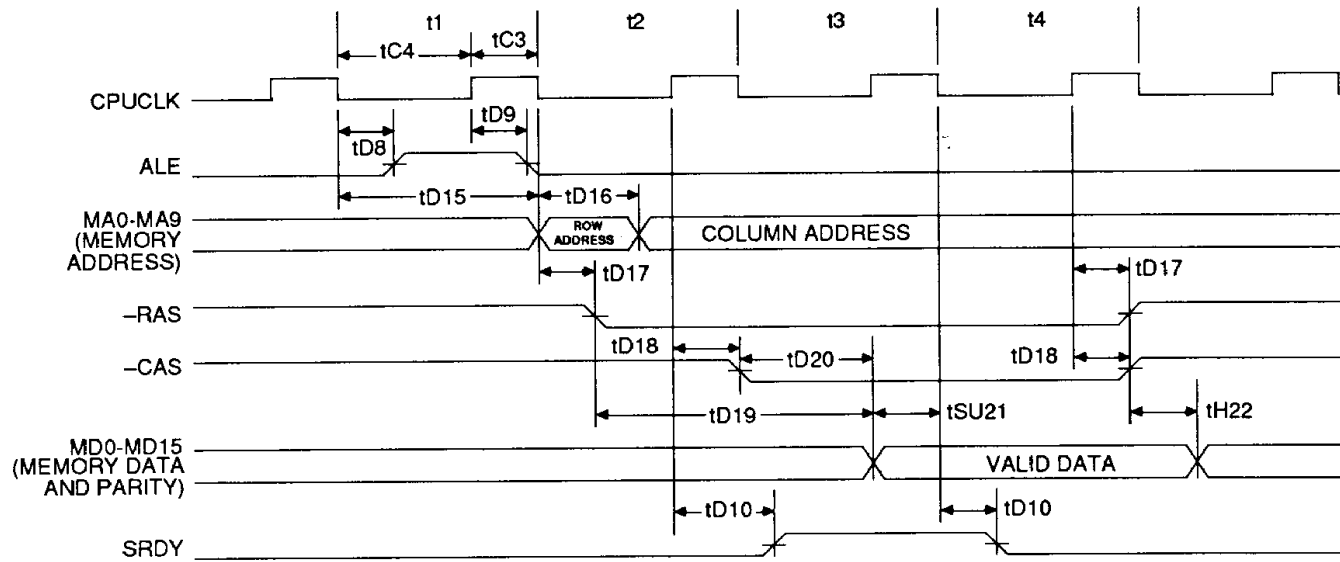 t1 t2 t3 t4
tC4 tC3
CPUCLK
tD8 tD9
ALE
tD15 tD16
MA0-MA9
(MEMORY
ADDRESS)
ROW
ADDRESS
COLUMN ADDRESS
tD17 tD17
–RAS
tD18 tD20 tD18
–CAS
tD19 tSU21 tH22
MD0-MD15
(MEMORY DATA
AND PARITY)
VALID DATA
tD10 tD10
SRDY